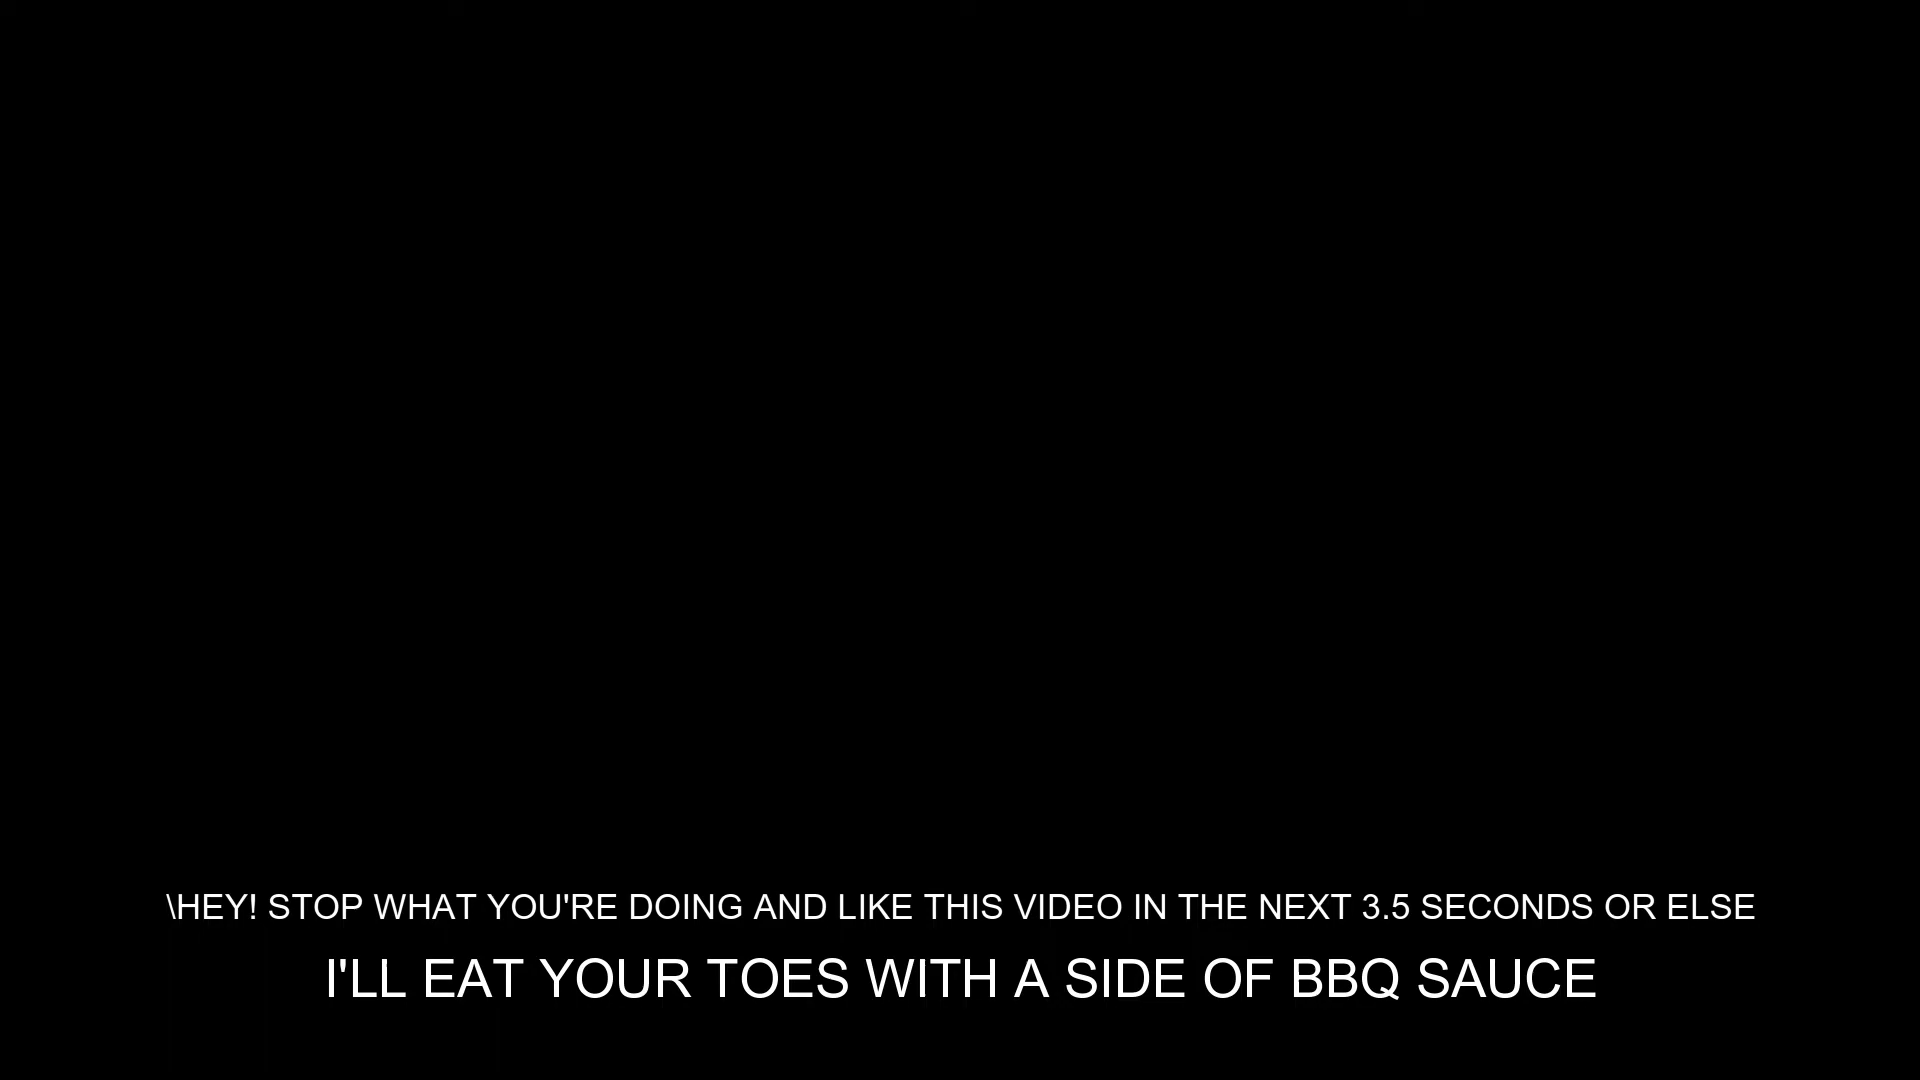 \HEY! STOP WHAT YOU'RE DOING AND LIKE THIS VIDEO IN THE NEXT 3.5 SECONDS OR ELSE
I'LL EAT YOUR TOES WITH A SIDE OF BBQ SAUCE